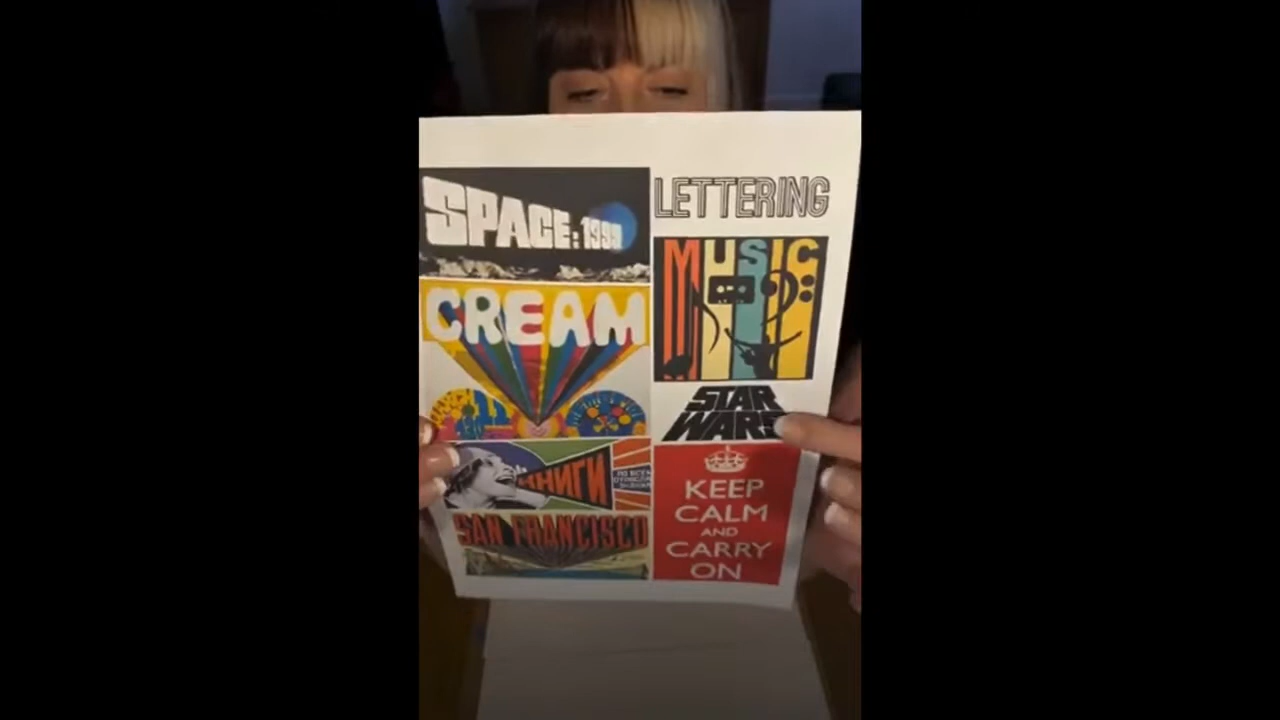 SPACE: 1999
CREAM
КНИГИ
SAN FRANCISCO
LETTERING
MUSIC
STAR
WARS
KEEP
CALM
AND
CARRY
ON